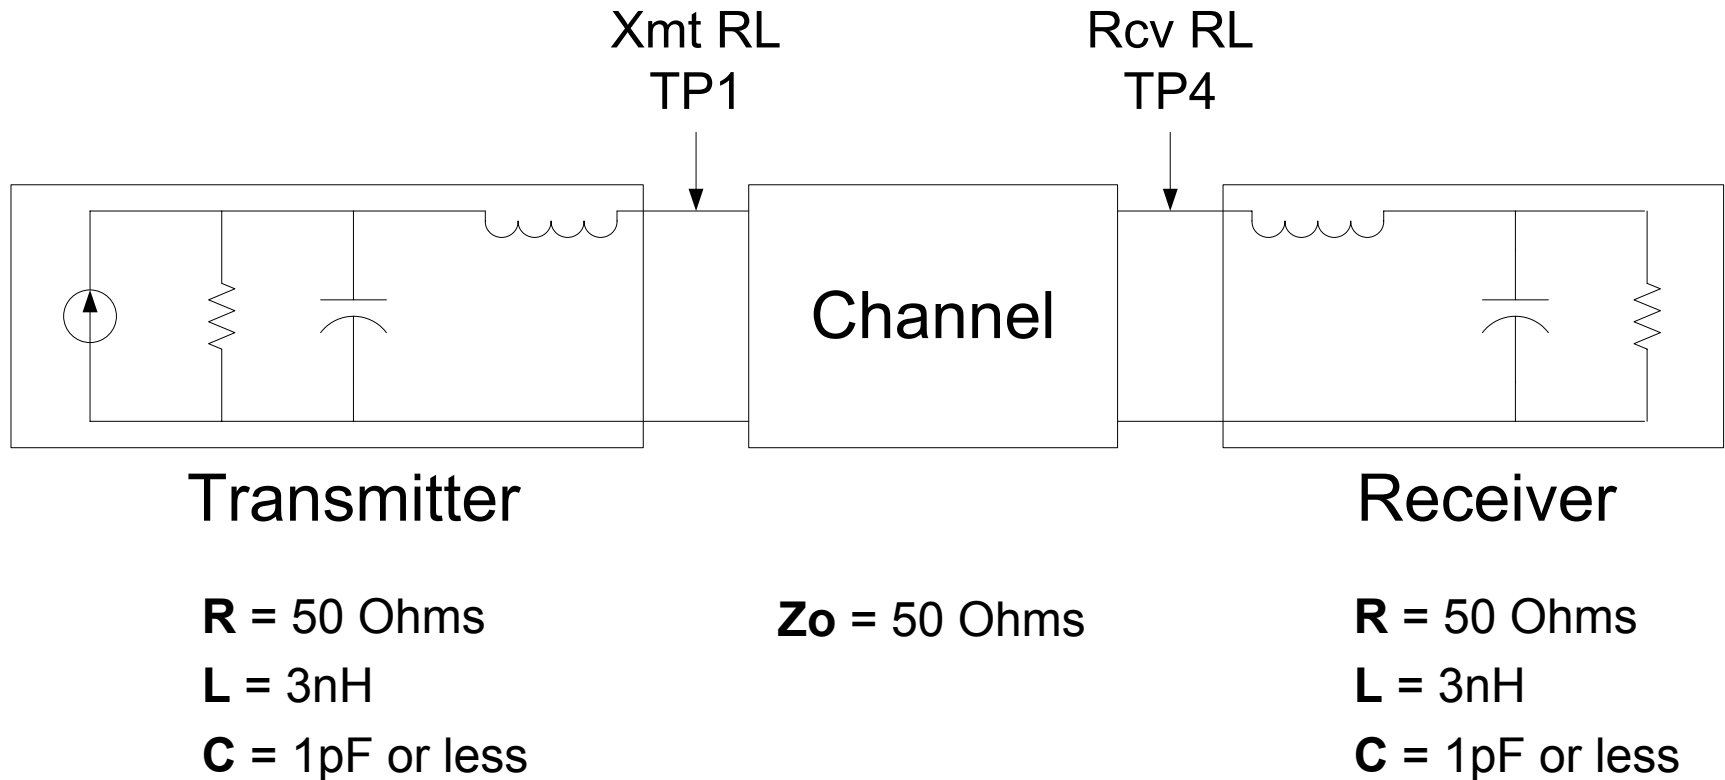 Xmt RL
TP1
Rcv RL
TP4
Channel
Transmitter
Receiver
R = 50 Ohms
L = 3nH
C = 1pF or less
Zo = 50 Ohms
R = 50 Ohms
L = 3nH
C = 1pF or less